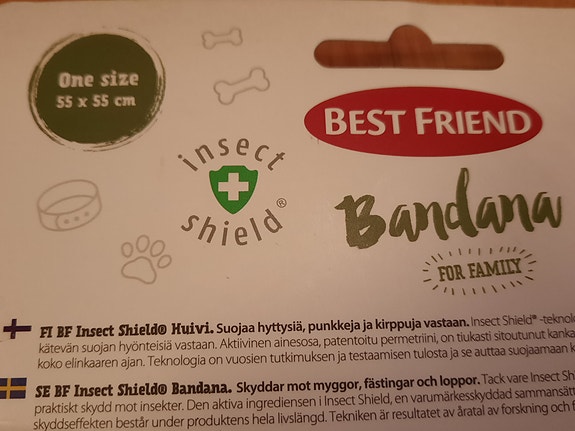 One size
55 x 55 cm
BEST FRIEND
insect
shield®
Bandana
FOR FAMILY
FI BF Insect Shield® Huivi. Suojaa hyttysiä, punkkeja ja kirppuja vastaan. Insect Shield® -teknolo
kätevän suojan hyönteisiä vastaan. Aktiivinen ainesosa, patentoitu permetriini, on tiukasti sitoutunut kanka
koko elinkaaren ajan. Teknologia on vuosien tutkimuksen ja testaamisen tulosta ja se auttaa suojaamaan k
SE BF Insect Shield® Bandana. Skyddar mot myggor, fästingar och loppor. Tack vare Insect Shi
praktiskt skydd mot insekter. Den aktiva ingrediensen i Insect Shield, en varumärkesskyddad sammansätt
skyddseffekten består under produktens hela livslängd. Tekniken är resultatet av åratal av forskning och f